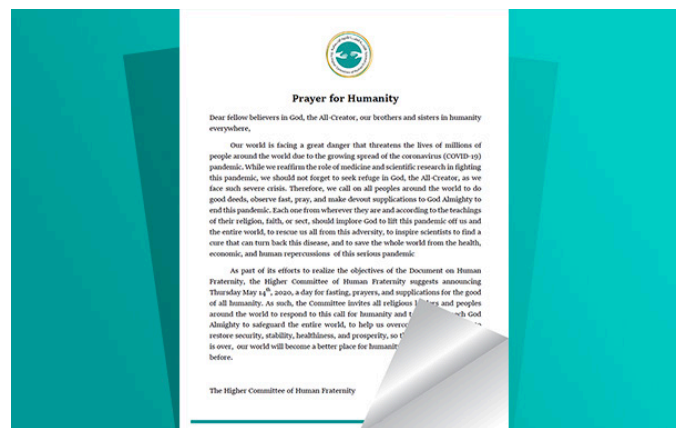 Prayer for Humanity
Dear fellow believers in God, the All-Creator, our brothers and sisters in humanity
everywhere,
Our world is facing a great danger that threatens the lives of millions of
people around the world due to the growing spread of the coronavirus (COVID-19)
pandemic. While we reaffirm the role of medicine and scientific research in fighting
this pandemic, we should not forget to seek refuge in God, the All-Creator, as we
face such severe crisis. Therefore, we call on all peoples around the world to do
good deeds, observe fast, pray, and make devout supplications to God Almighty to
end this pandemic. Each one from wherever they are and according to the teachings
of their religion, faith, or sect, should implore God to lift this pandemic off us and
the entire world, to rescue us all from this adversity, to inspire scientists to find a
cure that can turn back this disease, and to save the whole world from the health,
economic, and human repercussions of this serious pandemic
As part of its efforts to realize the objectives of the Document on Human
Fraternity, the Higher Committee of Human Fraternity suggests announcing
Thursday May 14th, 2020, a day for fasting, prayers, and supplications for the good
of all humanity. As such, the Committee invites all religious and peoples
around the world to respond to this call for humanity and God
Almighty to safeguard the entire world, to help us
restore security, stability, healthiness, and prosperity, so
is over, our world will become a better place for humanity
before.
The Higher Committee of Human Fraternity